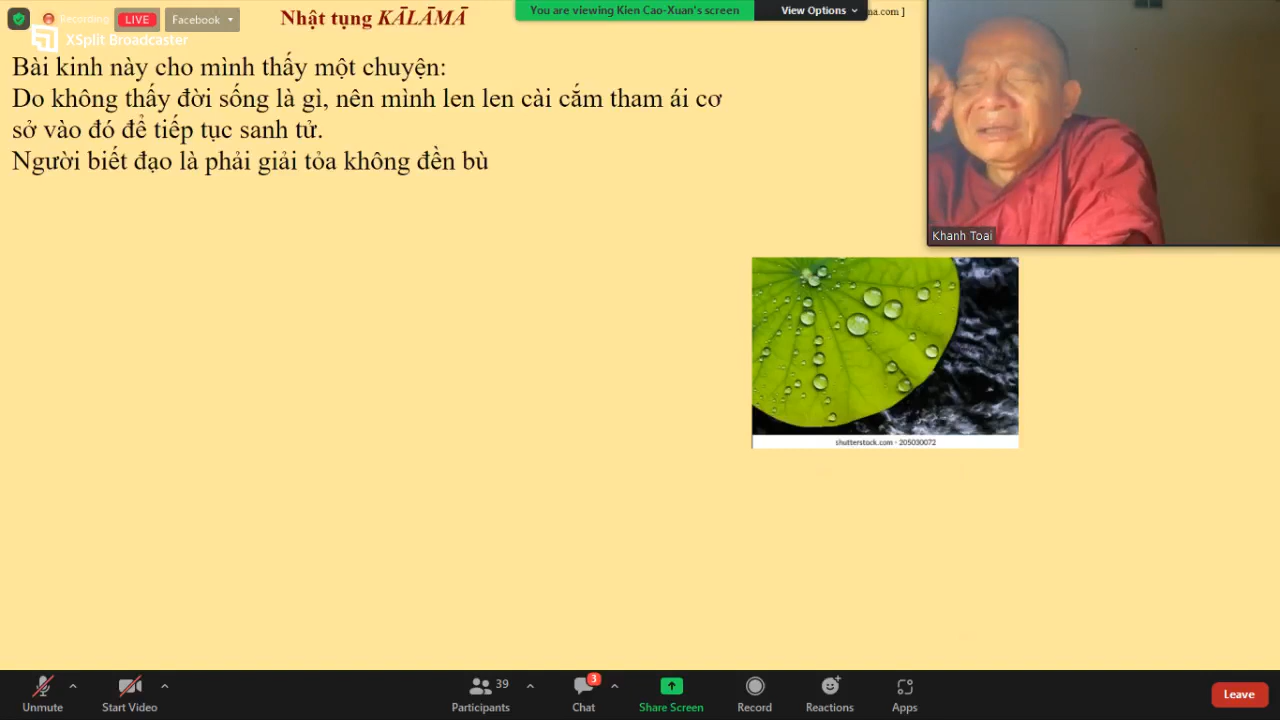 Recording
LIVE
Facebook
XSplit Broadcaster
Nhật tụng KĀLĀMĀ
You are viewing Kien Cao-Xuan's screen
View Options
ma.com ]
Bài kinh này cho mình thấy một chuyện:
Do không thấy đời sống là gì, nên mình len len cài cắm tham ái cơ
sở vào đó để tiếp tục sanh tử.
Người biết đạo là phải giải tỏa không đền bù
Khanh Toai
shutterstock.com · 205030072
Unmute
Start Video
39
Participants
3
Chat
Share Screen
Record
Reactions
Apps
Leave